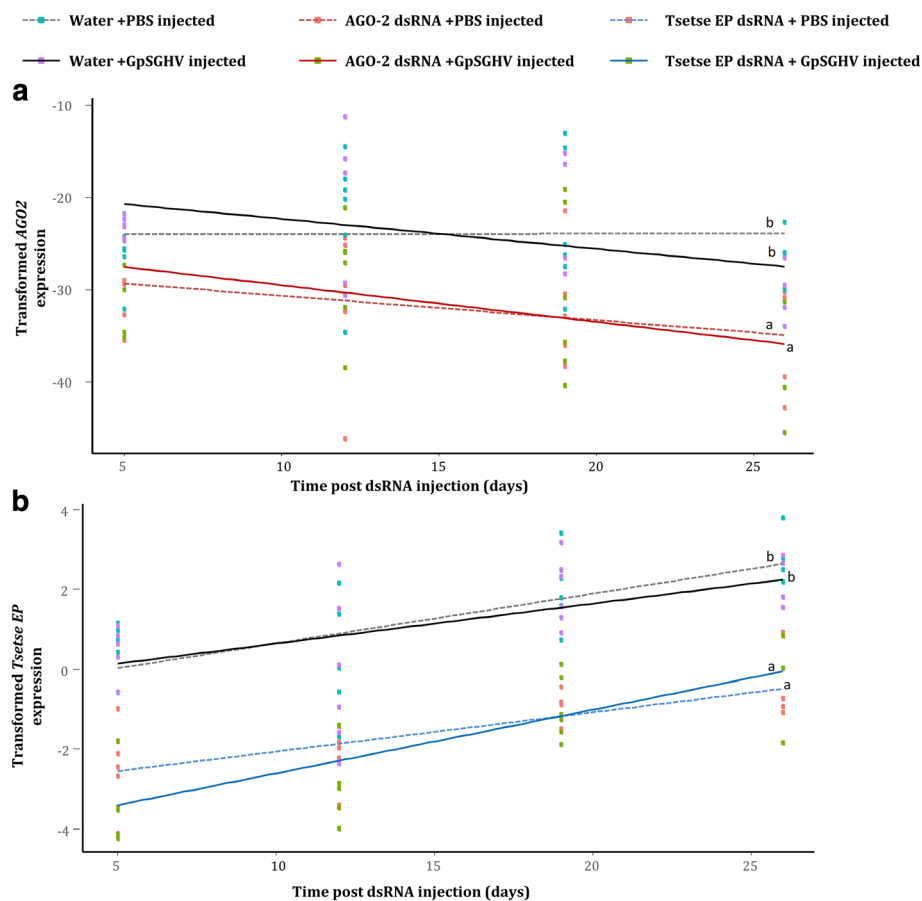 Water +PBS injected
AGO-2 dsRNA +PBS injected
Tsetse EP dsRNA + PBS injected
Water +GpSGHV injected
AGO-2 dsRNA +GpSGHV injected
Tsetse EP dsRNA + GpSGHV injected
a
-10
-20
-30
-40
Transformed AGO2
expression
b
b
a
a
5
10
15
20
25
Time post dsRNA injection (days)
b
4
2
0
-2
-4
Transformed Tsetse EP
expression
b
b
a
a
5
10
15
20
25
Time post dsRNA injection (days)